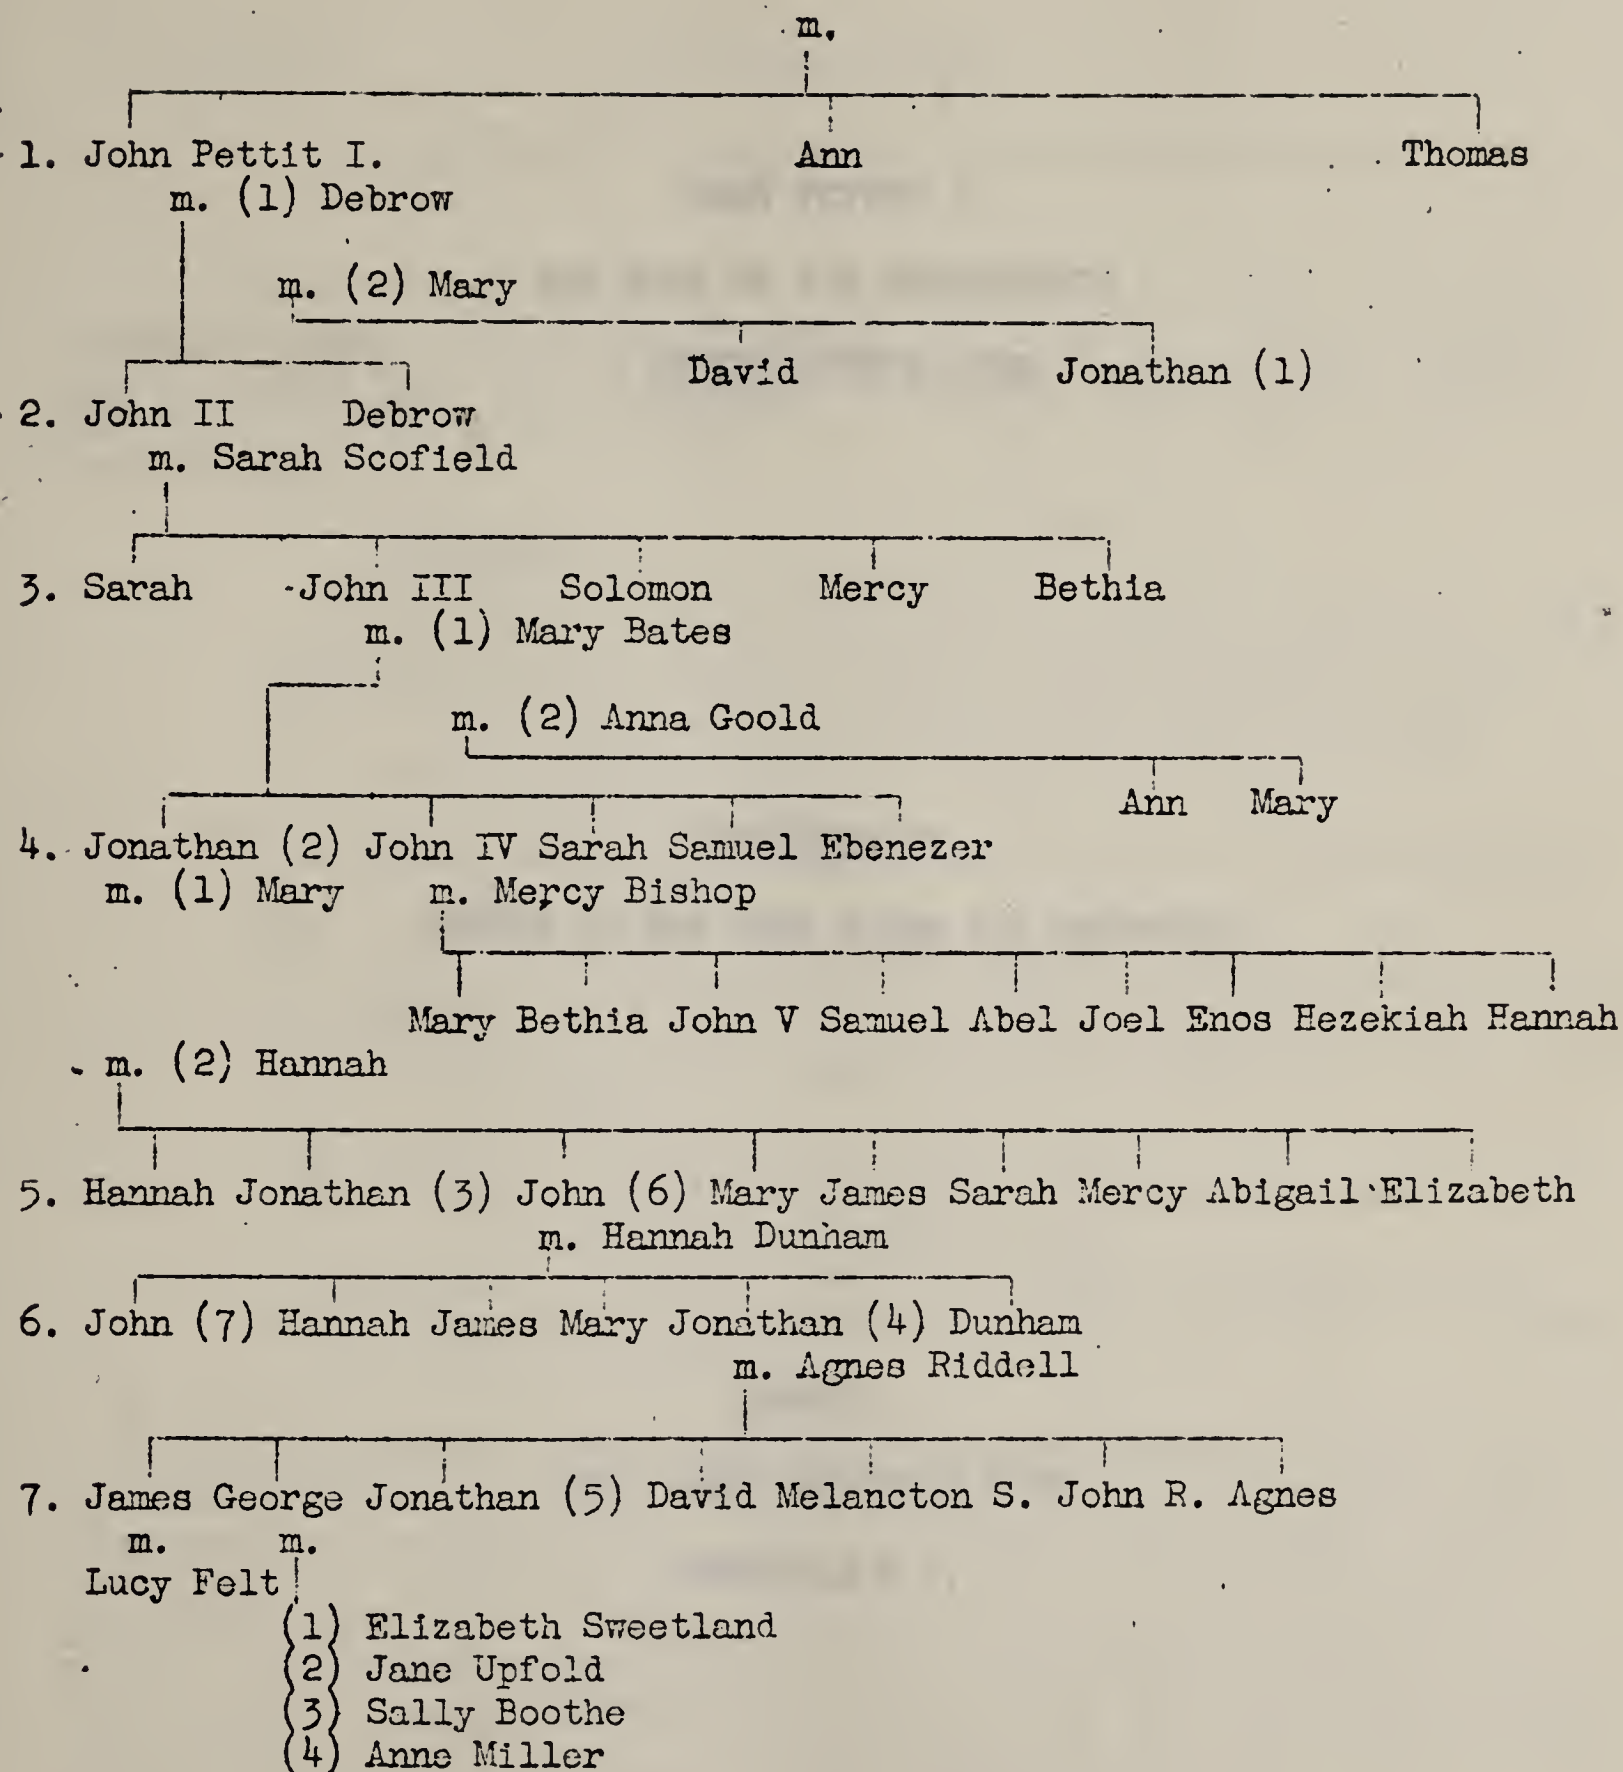 m.
1. John Pettit I. Ann Thomas
m. (1) Debrow
m. (2) Mary
David Jonathan (1)
2. John II Debrow
m. Sarah Scofield
3. Sarah John III Solomon Mercy Bethia
m. (1) Mary Bates
m. (2) Anna Goold
Ann Mary
4. Jonathan (2) John IV Sarah Samuel Ebenezer
m. (1) Mary m. Mercy Bishop
Mary Bethia John V Samuel Abel Joel Enos Hezekiah Hannah
m. (2) Hannah
5. Hannah Jonathan (3) John (6) Mary James Sarah Mercy Abigail Elizabeth
m. Hannah Dunham
6. John (7) Hannah James Mary Jonathan (4) Dunham
m. Agnes Riddell
7. James George Jonathan (5) David Melancton S. John R. Agnes
m. m.
Lucy Felt
(1) Elizabeth Sweetland
(2) Jane Upfold
(3) Sally Boothe
(4) Anne Miller